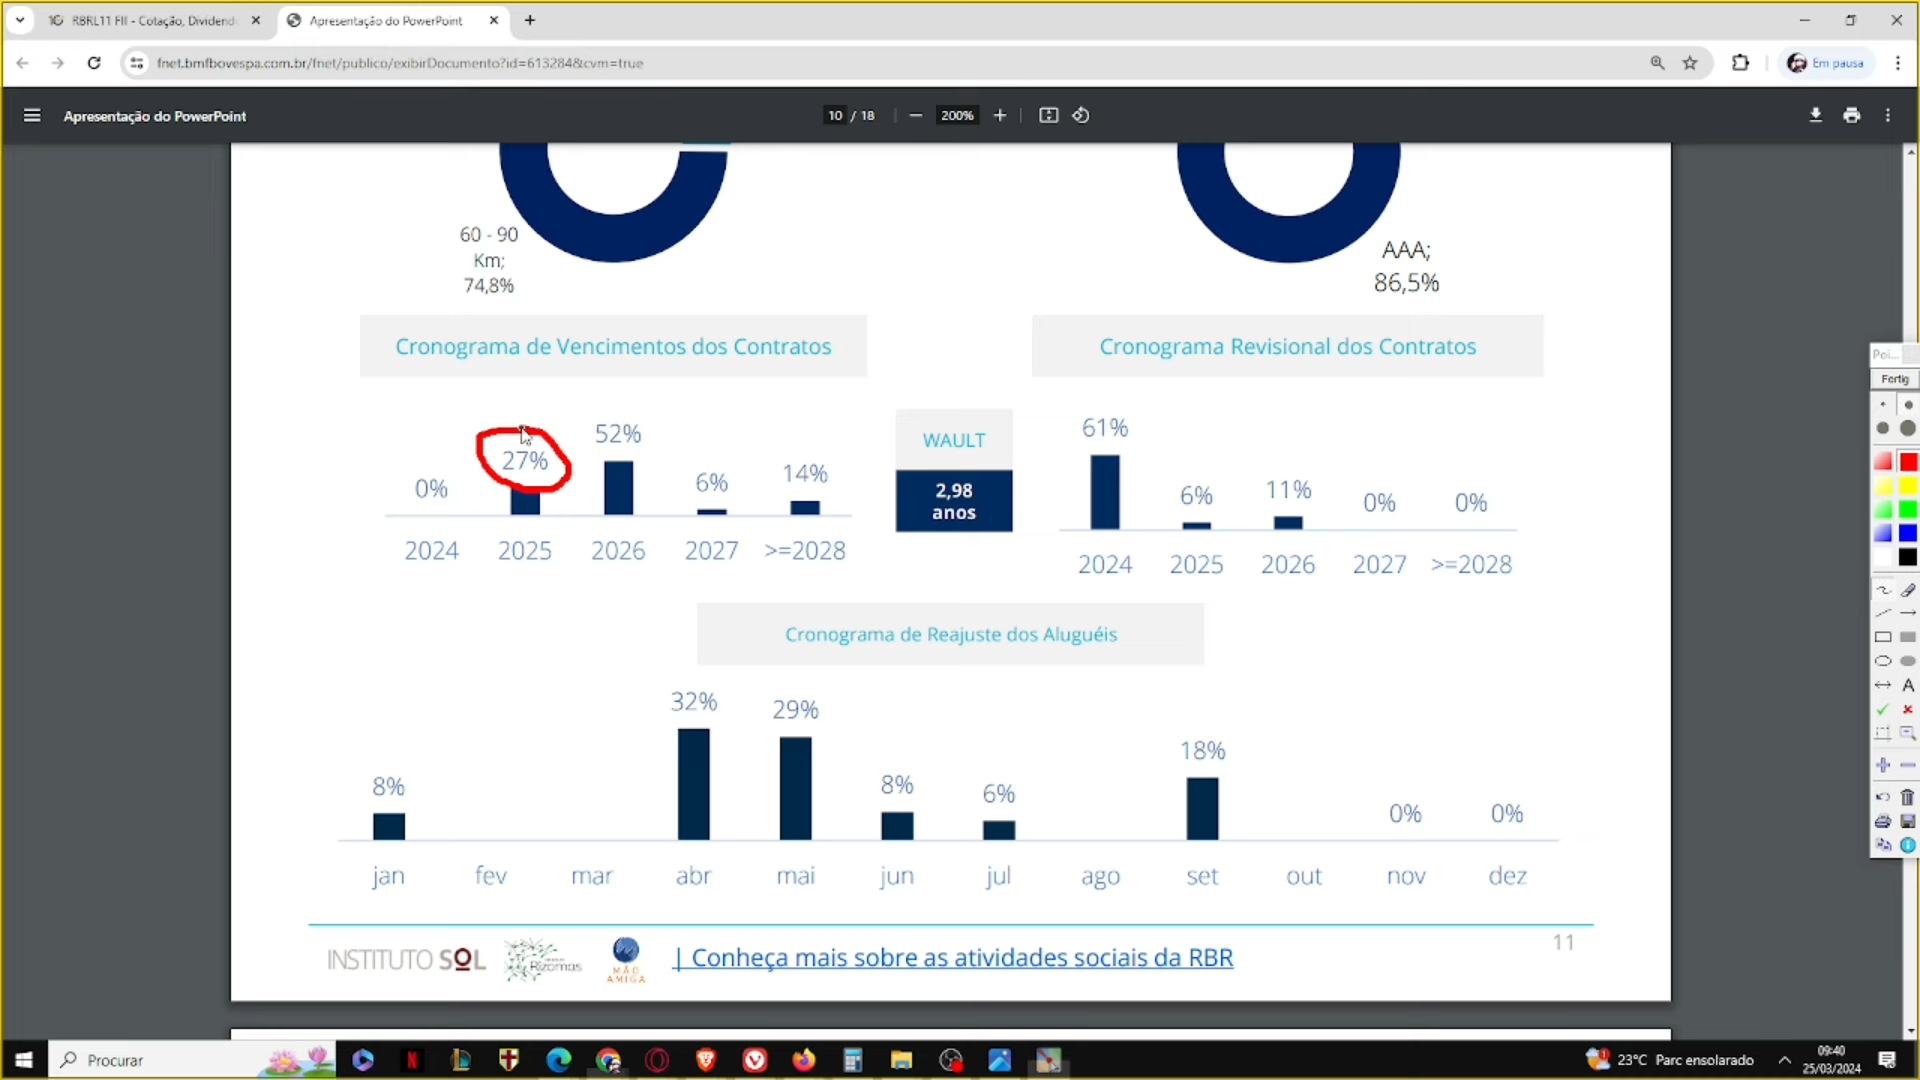 RBRL11 FII - Cotação, Dividend
Apresentação do PowerPoint
fnet.bmfbovespa.com.br/fnet/publico/exibirDocumento?id=613284&cvm=true
Em pausa
Apresentação do PowerPoint
10 / 18
200%
60 - 90
Km;
74,8%
AAA;
86,5%
Cronograma de Vencimentos dos Contratos
0%
27%
52%
6%
14%
2024
2025
2026
2027
>=2028
WAULT
2,98
anos
Cronograma Revisional dos Contratos
61%
6%
11%
0%
0%
2024
2025
2026
2027
>=2028
Cronograma de Reajuste dos Aluguéis
8%
32%
29%
8%
6%
18%
0%
0%
jan
fev
mar
abr
mai
jun
jul
ago
set
out
nov
dez
INSTITUTO SOL
Rizomas
MÃO
AMIGA
| Conheça mais sobre as atividades sociais da RBR
11
Poi...
Fertig
A
Procurar
23°C Parc ensolarado
09:40
25/03/2024